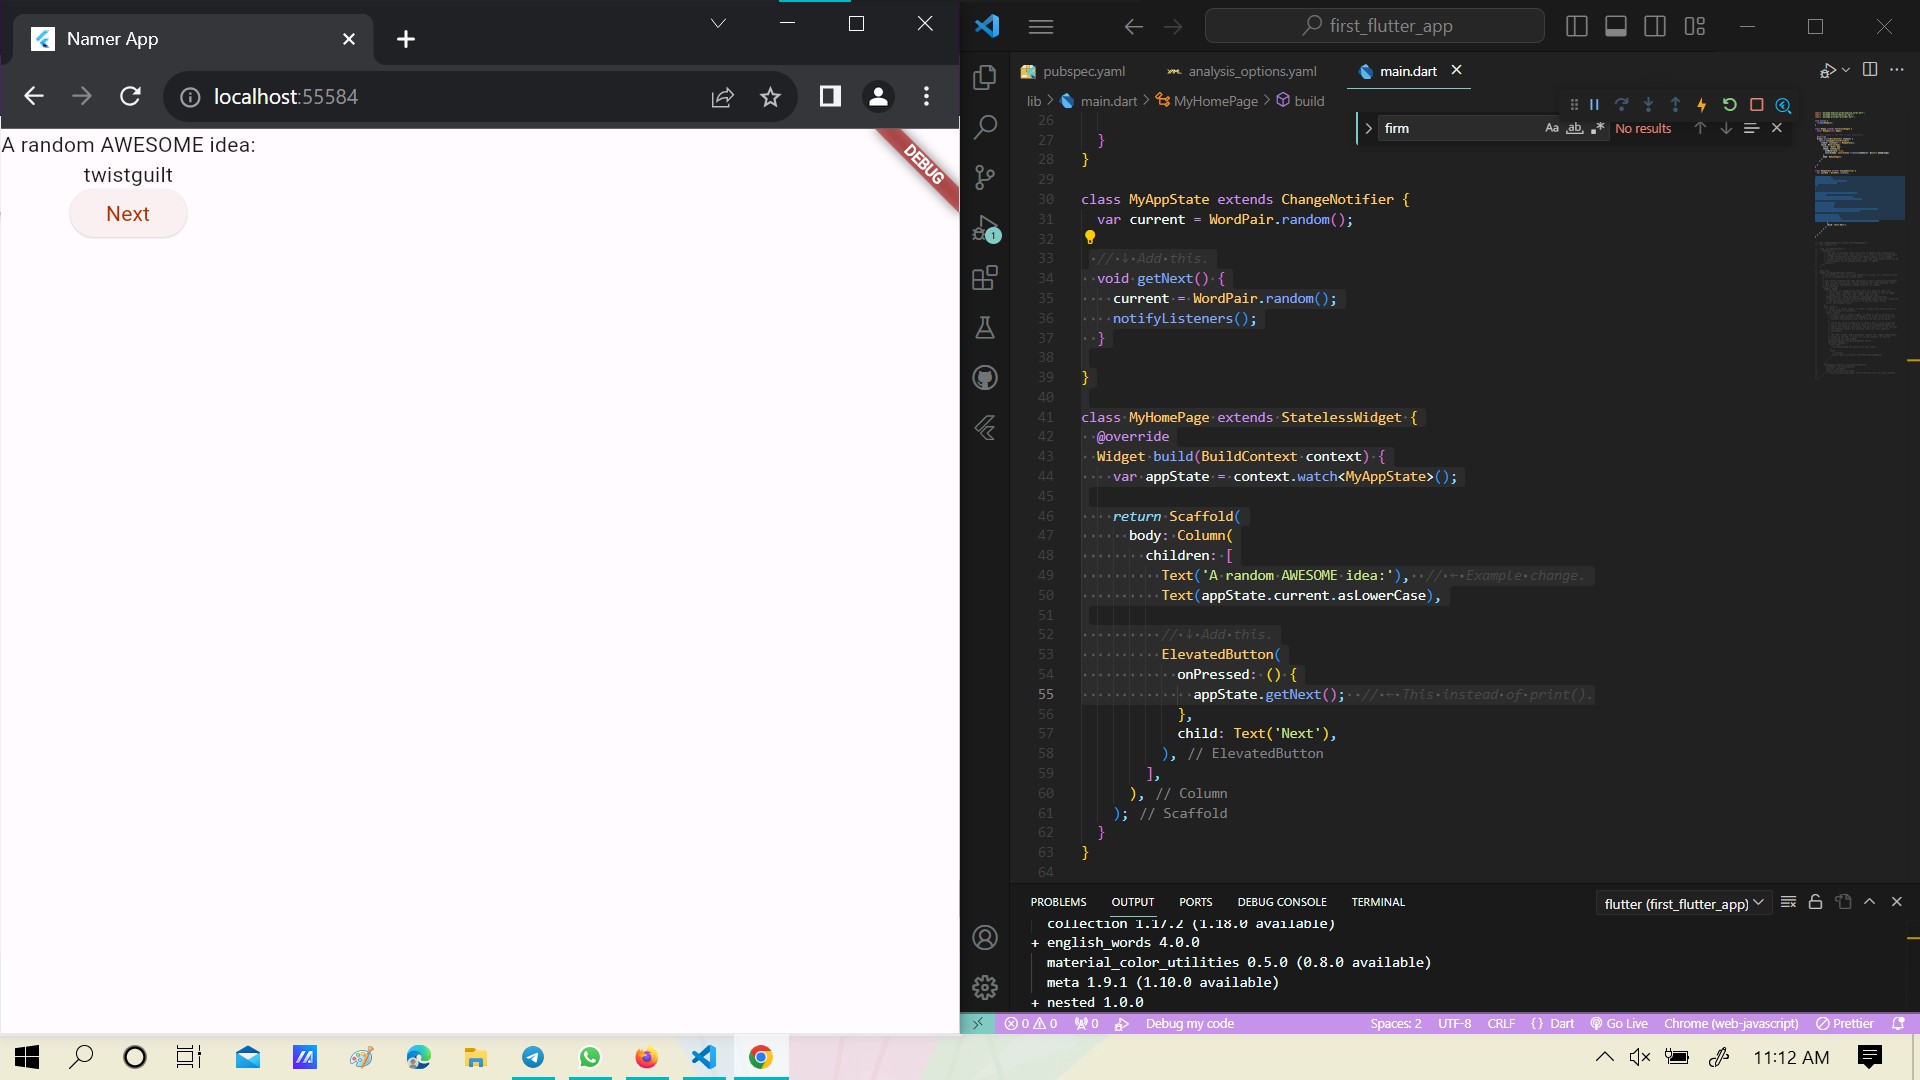 Namer App
localhost:55584
A random AWESOME idea:
twistguilt
Next
DEBUG
first_flutter_app
pubspec.yaml
analysis_options.yaml
main.dart
lib > main.dart > MyHomePage > build
firm
Aa ab .* No results
26
27 }
28 }
29
30 class MyAppState extends ChangeNotifier {
31 var current = WordPair.random();
32
33 // ↓ Add this.
34 void getNext() {
35 current = WordPair.random();
36 notifyListeners();
37 }
38
39 }
40
41 class MyHomePage extends StatelessWidget {
42 @override
43 Widget build(BuildContext context) {
44 var appState = context.watch<MyAppState>();
45
46 return Scaffold(
47 body: Column(
48 children: [
49 Text('A random AWESOME idea:'), // ← Example change.
50 Text(appState.current.asLowerCase),
51
52 // ↓ Add this.
53 ElevatedButton(
54 onPressed: () {
55 appState.getNext(); // ← This instead of print().
56 },
57 child: Text('Next'),
58 ), // ElevatedButton
59 ],
60 ), // Column
61 ); // Scaffold
62 }
63 }
64
1
PROBLEMS OUTPUT PORTS DEBUG CONSOLE TERMINAL
flutter (first_flutter_app)
collection 1.17.2 (1.18.0 available)
+ english_words 4.0.0
material_color_utilities 0.5.0 (0.8.0 available)
meta 1.9.1 (1.10.0 available)
+ nested 1.0.0
0 0 0 Debug my code Spaces: 2 UTF-8 CRLF {} Dart Go Live Chrome (web-javascript) Prettier
11:12 AM